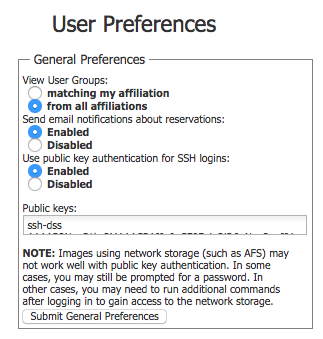 User Preferences
General Preferences
View User Groups:
matching my affiliation
from all affiliations
Send email notifications about reservations:
Enabled
Disabled
Use public key authentication for SSH logins:
Enabled
Disabled
Public keys:
ssh-dss
NOTE: Images using network storage (such as AFS) may
not work well with public key authentication. In some
cases, you may still be prompted for a password. In
other cases, you may need to run additional commands
after logging in to gain access to the network storage.
Submit General Preferences